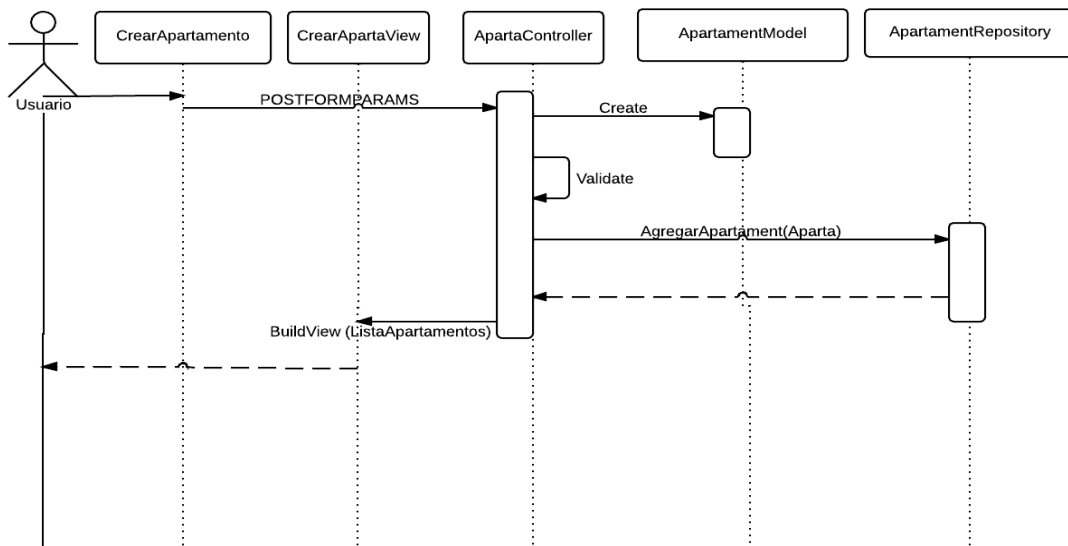 CrearApartamento
CrearApartaView
ApartaController
ApartamentModel
ApartamentRepository
Usuario
POSTFORMPARAMS
Create
Validate
AgregarApartament(Aparta)
BuildView (ListaApartamentos)